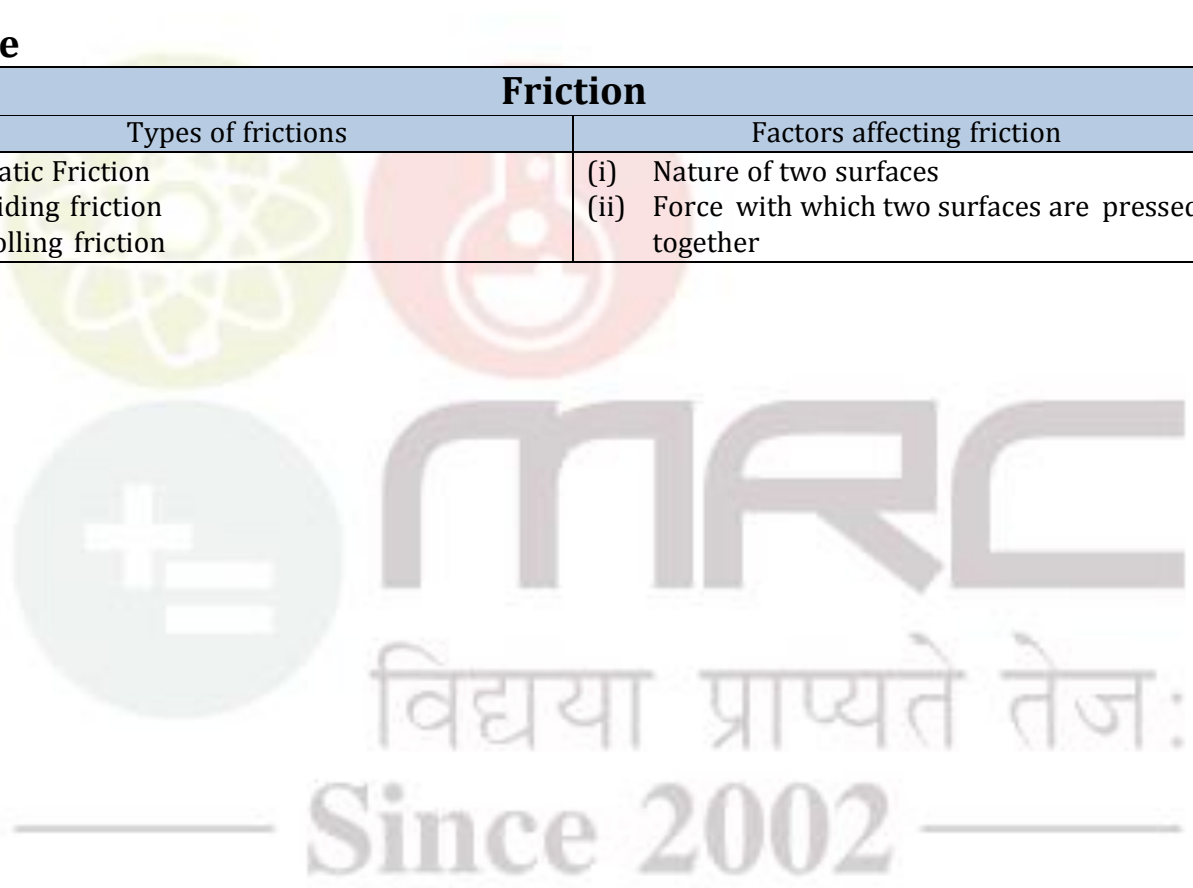 e
Friction
Types of frictions Factors affecting friction
atic Friction (i) Nature of two surfaces
iding friction (ii) Force with which two surfaces are pressed
olling friction together
MRC
विद्यया प्राप्यते तेज:
Since 2002